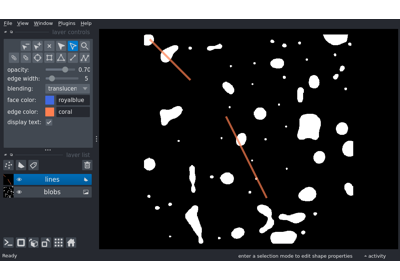 File View Window Plugins Help
layer controls
opacity: 0.70
edge width: 5
blending: translucen
face color: royalblue
edge color: coral
display text:
layer list
lines
blobs
Ready enter a selection mode to edit shape properties activity